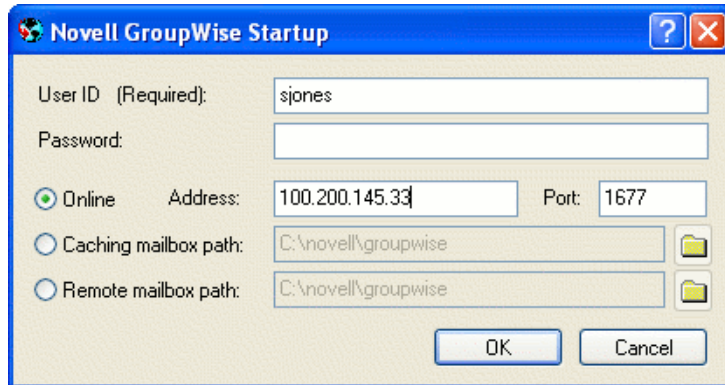 Novell GroupWise Startup
User ID (Required): sjones
Password:
Online Address: 100.200.145.33 Port: 1677
Caching mailbox path: C:\novell\groupwise
Remote mailbox path: C:\novell\groupwise
OK Cancel